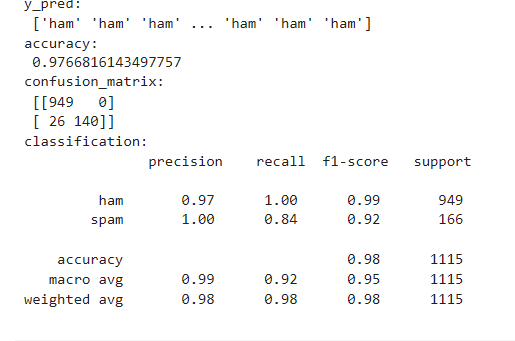 y_pred:
['ham' 'ham' 'ham' ... 'ham' 'ham' 'ham']
accuracy:
0.9766816143497757
confusion_matrix:
[[949   0]
[ 26 140]]
classification:
precision    recall  f1-score   support
ham       0.97      1.00      0.99       949
spam       1.00      0.84      0.92       166
accuracy                           0.98      1115
macro avg       0.99      0.92      0.95      1115
weighted avg       0.98      0.98      0.98      1115